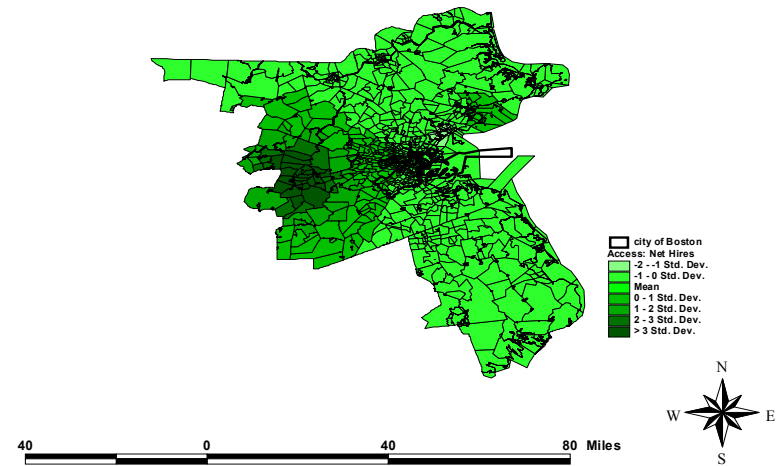 city of Boston
Access: Net Hires
-2 - -1 Std. Dev.
-1 - 0 Std. Dev.
Mean
0 - 1 Std. Dev.
1 - 2 Std. Dev.
2 - 3 Std. Dev.
> 3 Std. Dev.
N
W E
S
40 0 40 80 Miles